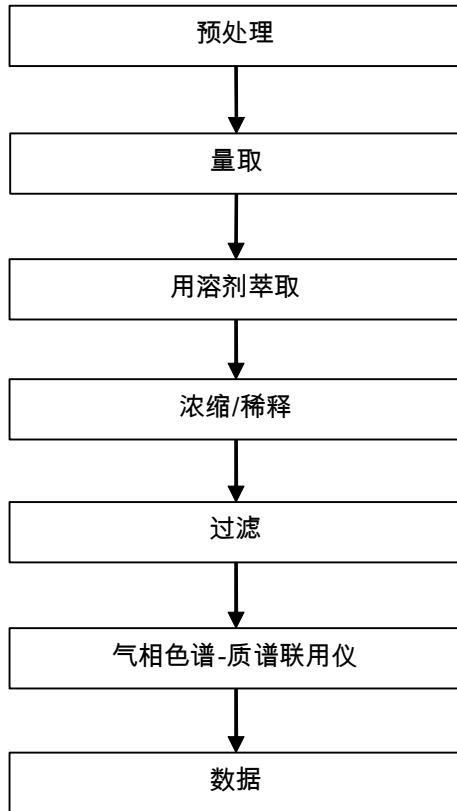 预处理
量取
用溶剂萃取
浓缩/稀释
过滤
气相色谱-质谱联用仪
数据